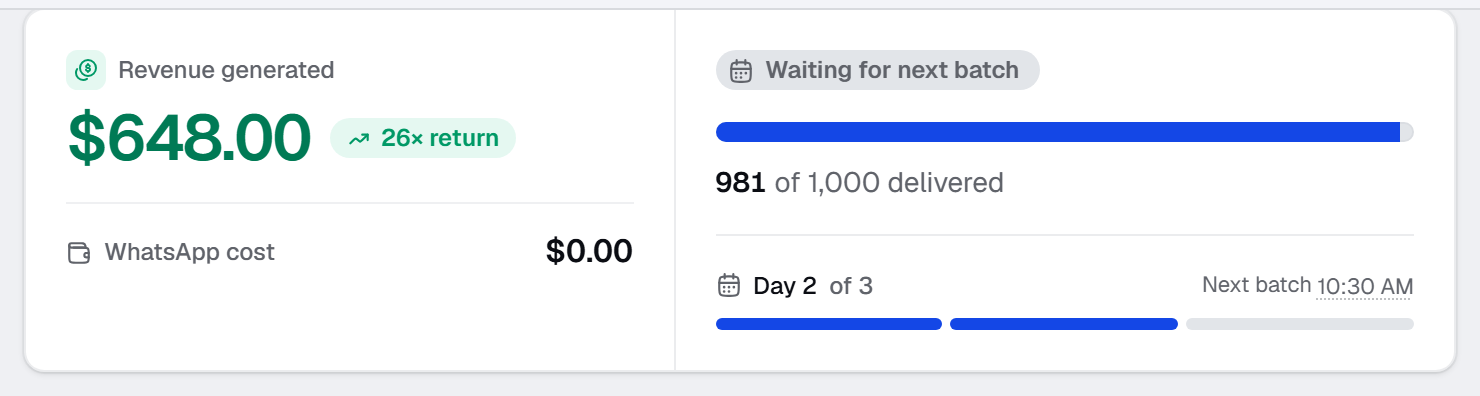 Revenue generated
$648.00
26× return
WhatsApp cost
$0.00
Waiting for next batch
981 of 1,000 delivered
Day 2 of 3
Next batch 10:30 AM